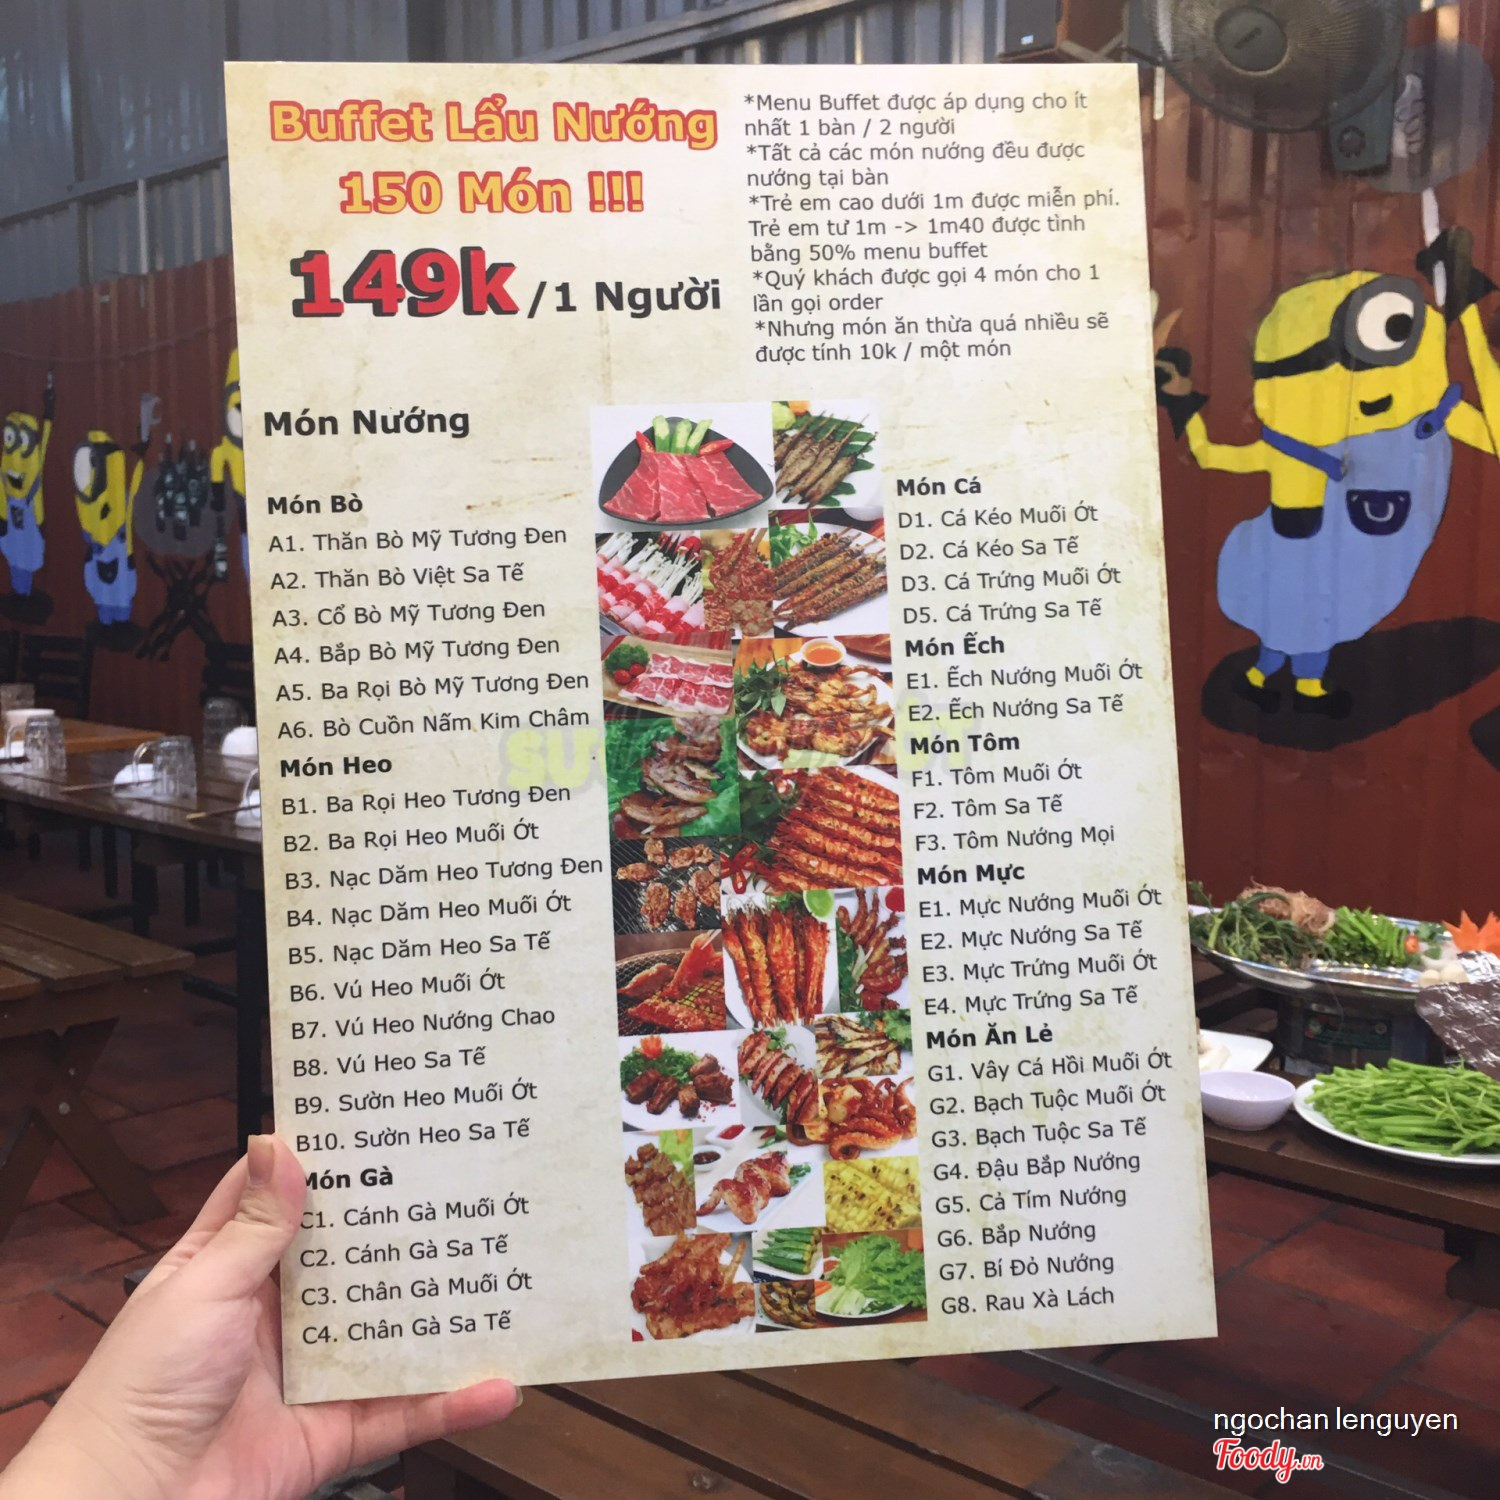 Buffet Lẩu Nướng
150 Món !!!
149k /1 Người
*Menu Buffet được áp dụng cho ít
nhất 1 bàn / 2 người
*Tất cả các món nướng đều được
nướng tại bàn
*Trẻ em cao dưới 1m được miễn phí.
Trẻ em tư 1m -> 1m40 được tình
bằng 50% menu buffet
*Quý khách được gọi 4 món cho 1
lần gọi order
*Nhưng món ăn thừa quá nhiều sẽ
được tính 10k / một món
Món Nướng
Món Bò
A1. Thăn Bò Mỹ Tương Đen
A2. Thăn Bò Việt Sa Tế
A3. Cổ Bò Mỹ Tương Đen
A4. Bắp Bò Mỹ Tương Đen
A5. Ba Rọi Bò Mỹ Tương Đen
A6. Bò Cuồn Nấm Kim Châm
Món Heo
B1. Ba Rọi Heo Tương Đen
B2. Ba Rọi Heo Muối Ớt
B3. Nạc Dăm Heo Tương Đen
B4. Nạc Dăm Heo Muối Ớt
B5. Nạc Dăm Heo Sa Tế
B6. Vú Heo Muối Ớt
B7. Vú Heo Nướng Chao
B8. Vú Heo Sa Tế
B9. Sườn Heo Muối Ớt
B10. Sườn Heo Sa Tế
Món Gà
C1. Cánh Gà Muối Ớt
C2. Cánh Gà Sa Tế
C3. Chân Gà Muối Ớt
C4. Chân Gà Sa Tế
Món Cá
D1. Cá Kéo Muối Ớt
D2. Cá Kéo Sa Tế
D3. Cá Trứng Muối Ớt
D5. Cá Trứng Sa Tế
Món Ếch
E1. Ếch Nướng Muối Ớt
E2. Ếch Nướng Sa Tế
Món Tôm
F1. Tôm Muối Ớt
F2. Tôm Sa Tế
F3. Tôm Nướng Mọi
Món Mực
E1. Mực Nướng Muối Ớt
E2. Mực Nướng Sa Tế
E3. Mực Trứng Muối Ớt
E4. Mực Trứng Sa Tế
Món Ăn Lẻ
G1. Vây Cá Hồi Muối Ớt
G2. Bạch Tuộc Muối Ớt
G3. Bạch Tuộc Sa Tế
G4. Đậu Bắp Nướng
G5. Cả Tím Nướng
G6. Bắp Nướng
G7. Bí Đỏ Nướng
G8. Rau Xà Lách
ngochan lenguyen
Foody.vn